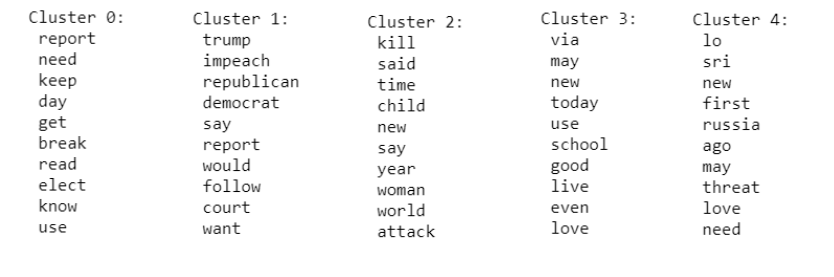 Cluster 0: Cluster 1: Cluster 2: Cluster 3: Cluster 4:
report trump kill via lo
need impeach said may sri
keep republican time new new
day democrat child today first
get say new use russia
break report say school ago
read would year good may
elect follow woman live threat
know court world even love
use want attack love need